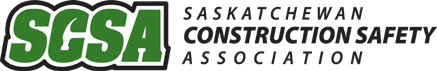 SCSA
SASKATCHEWAN
CONSTRUCTION SAFETY
ASSOCIATION